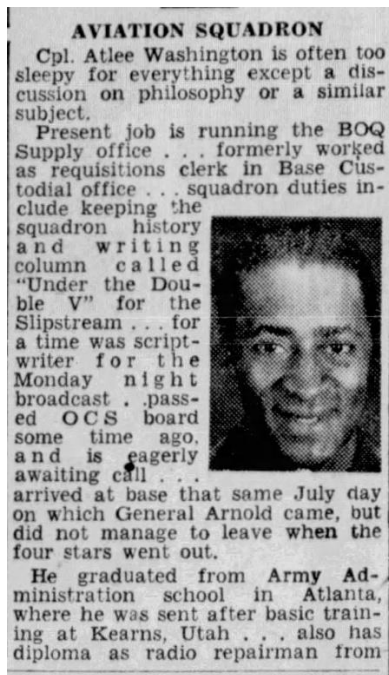 AVIATION SQUADRON
Cpl. Atlee Washington is often too
sleepy for everything except a dis-
cussion on philosophy or a similar
subject.
Present job is running the BOQ
Supply office . . . formerly worked
as requisitions clerk in Base Cus-
todial office . . . squadron duties in-
clude keeping the
squadron history
and writing
column called
"Under the Dou-
ble V" for the
Slipstream . . . for
a time was script-
writer for the
Monday night
broadcast . .pass-
ed OCS board
some time ago,
and is eagerly
awaiting call . . .
arrived at base that same July day
on which General Arnold came, but
did not manage to leave when the
four stars went out.
He graduated from Army Ad-
ministration school in Atlanta,
where he was sent after basic train-
ing at Kearns, Utah . . . also has
diploma as radio repairman from